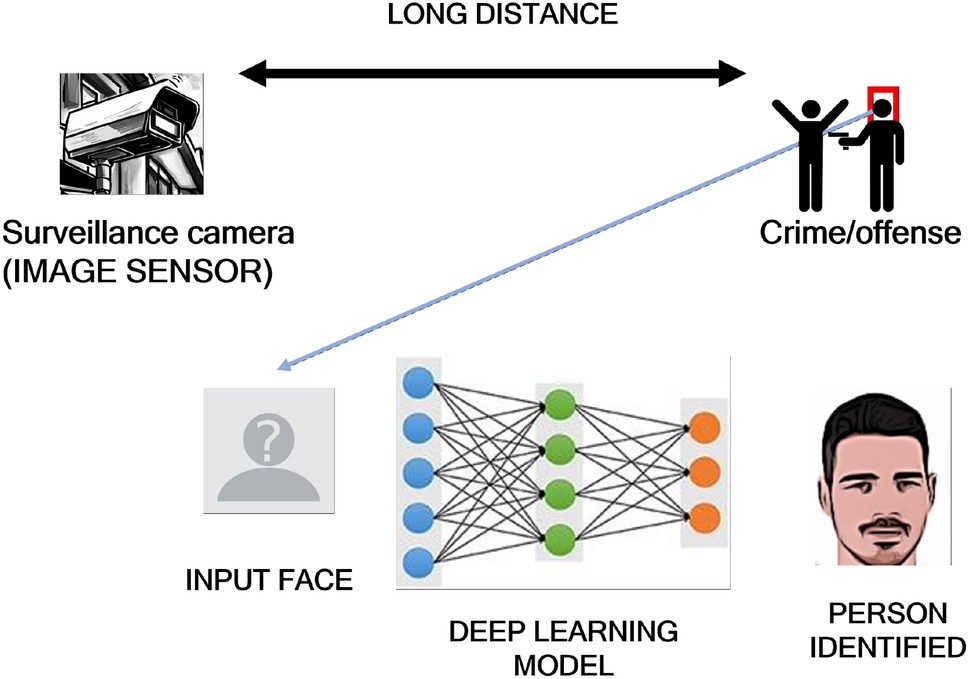 LONG DISTANCE
Surveillance camera
(IMAGE SENSOR)
Crime/offense
?
INPUT FACE
DEEP LEARNING
MODEL
PERSON
IDENTIFIED